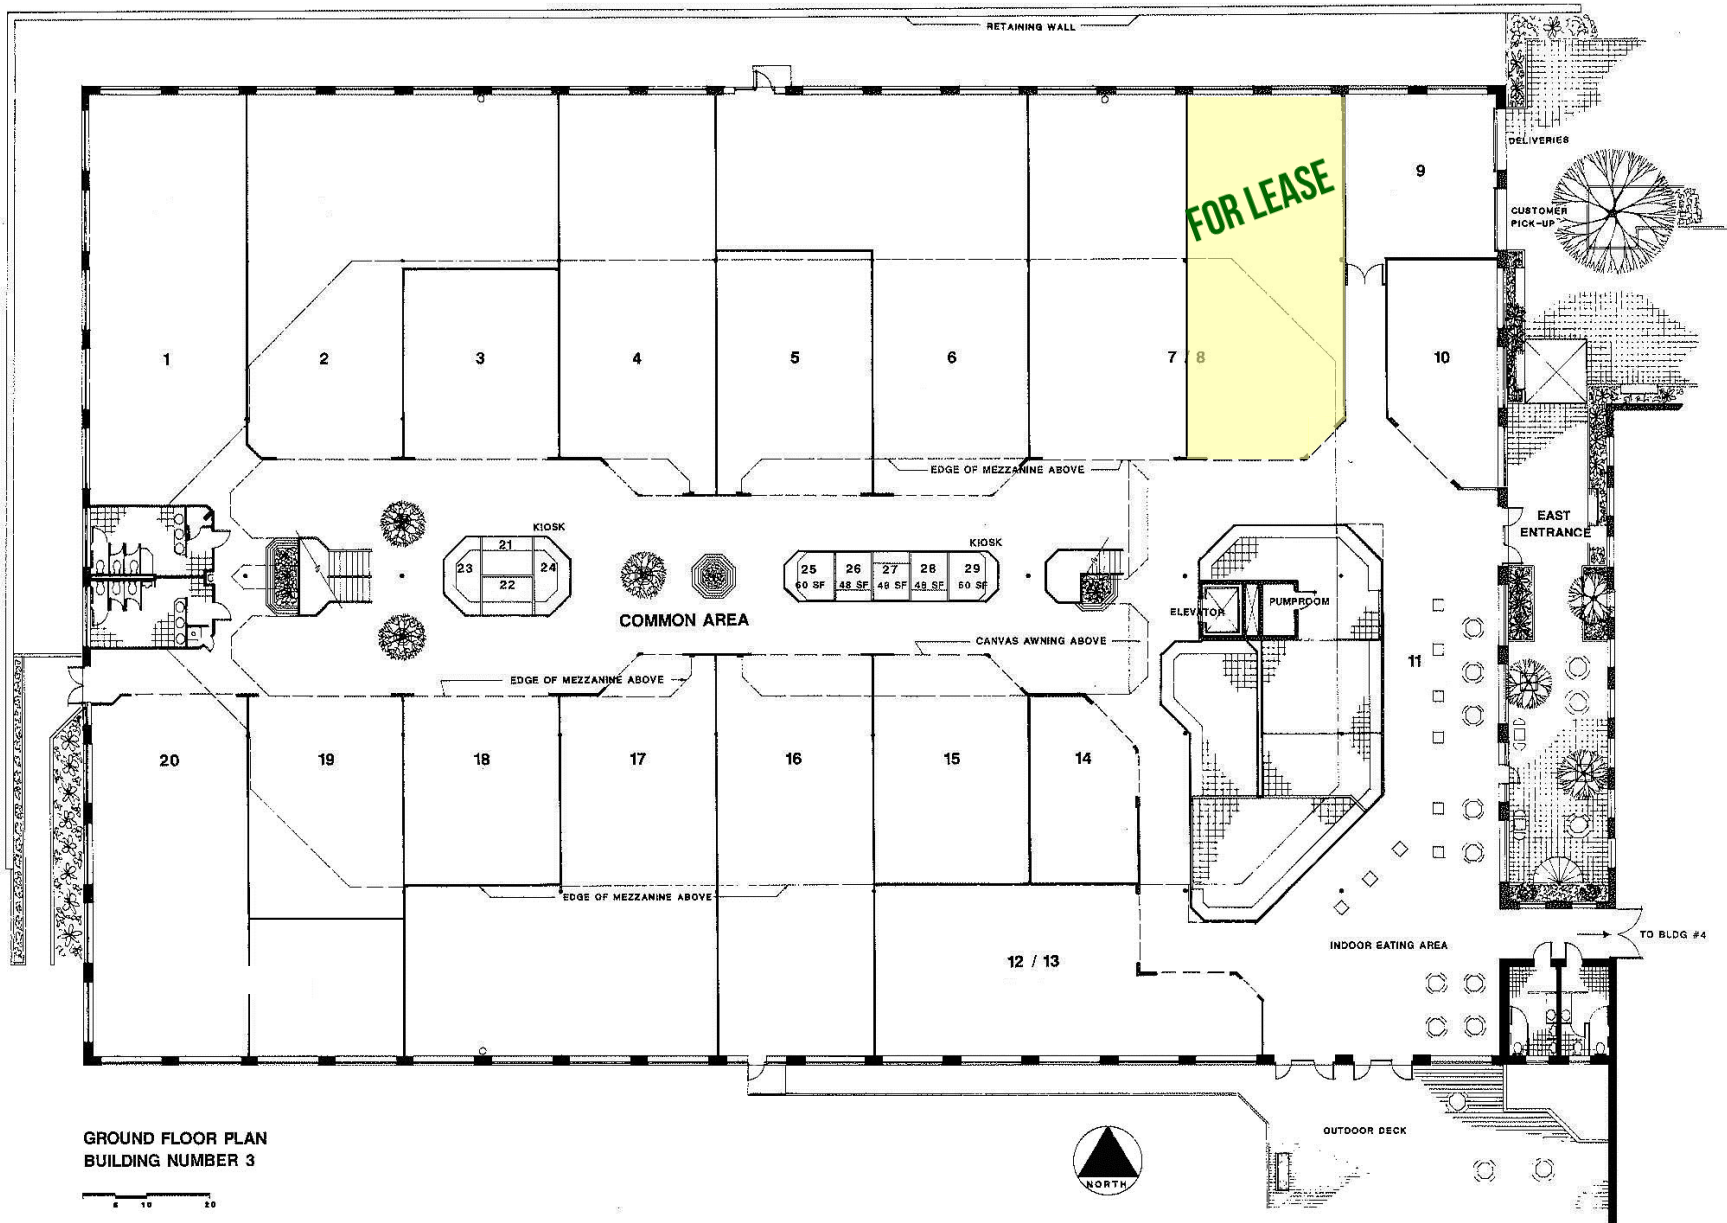 RETAINING WALL
DELIVERIES
FOR LEASE
9
CUSTOMER
PICK-UP
1
2
3
4
5
6
7 / 8
10
EDGE OF MEZZANINE ABOVE
EAST
ENTRANCE
KIOSK
21
23
24
22
KIOSK
25
26
27
28
29
60 SF
48 SF
48 SF
48 SF
60 SF
ELEVATOR
PUMPROOM
COMMON AREA
CANVAS AWNING ABOVE
11
EDGE OF MEZZANINE ABOVE
20
19
18
17
16
15
14
EDGE OF MEZZANINE ABOVE
12 / 13
INDOOR EATING AREA
TO BLDG #4
OUTDOOR DECK
GROUND FLOOR PLAN
BUILDING NUMBER 3
NORTH
10
20